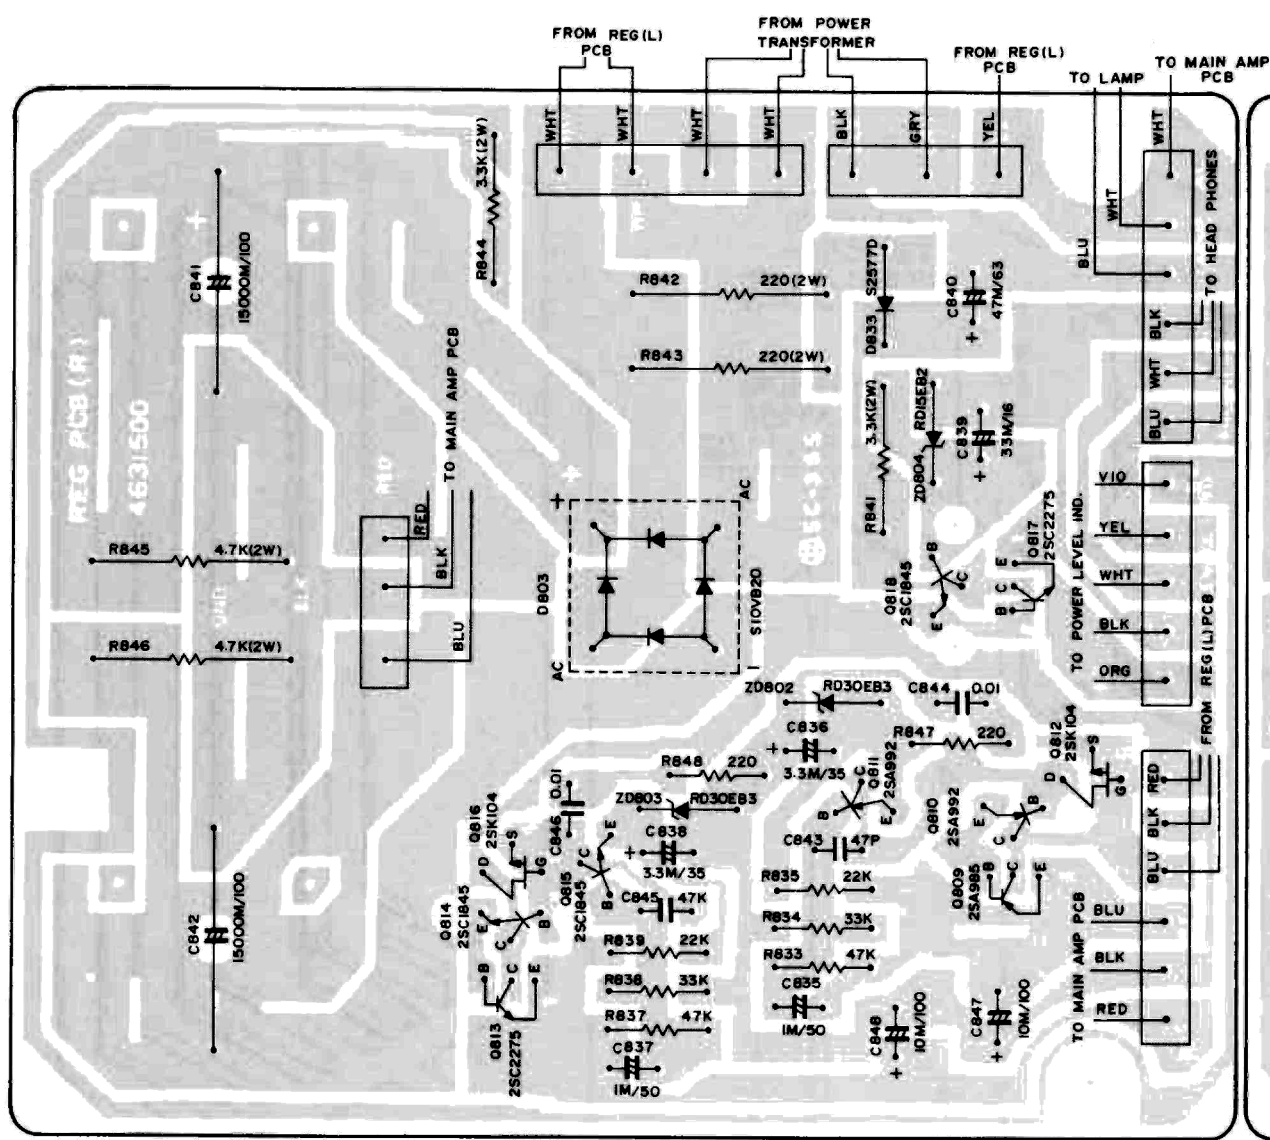 FROM REG(L)
PCB
FROM POWER
TRANSFORMER
FROM REG(L)
PCB
TO LAMP
TO MAIN AMP
PCB
WHT
WHT
WHT
WHT
BLK
GRY
YEL
WHT
WHT
BLU
TO HEAD PHONES
BLK
WHT
BLU
R844
3.3K(2W)
+
C841
15000M/100
R842
220(2W)
R843
220(2W)
D833
S2577D
C840
47M/63
+
R841
3.3K(2W)
ZD804
RD15EB2
C839
33M/16
+
REG PCB(R)
4631500
TO MAIN AMP PCB
RED
BLK
BLU
R845
4.7K(2W)
R846
4.7K(2W)
+
+
AC
D803
S10VB20
AC
-
Q818
2SC1845
B
C
E
Q817
2SC2275
E
C
B
TO POWER LEVEL IND.
VIO
YEL
WHT
BLK
ORG
FROM REG(L) PCB
ZD802
RD30EB3
C844
0.01
C836
+
3.3M/35
R847
220
Q812
2SK104
S
D
G
RED
BLK
BLU
R848
220
Q811
2SA992
C
B
E
ZD803
RD30EB3
C846
0.01
Q816
2SK104
D
S
G
C838
+
3.3M/35
C843
47P
Q810
2SA992
E
B
C
Q815
2SC1845
E
C
B
C845
47K
R835
22K
Q809
2SA985
B
C
E
Q814
2SC1845
E
B
C
R834
33K
R839
22K
R833
47K
C842
15000M/100
Q813
2SC2275
B
C
E
R838
33K
C835
1M/50
R837
47K
C837
1M/50
C848
10M/100
+
C847
10M/100
+
TO MAIN AMP PCB
BLU
BLK
RED